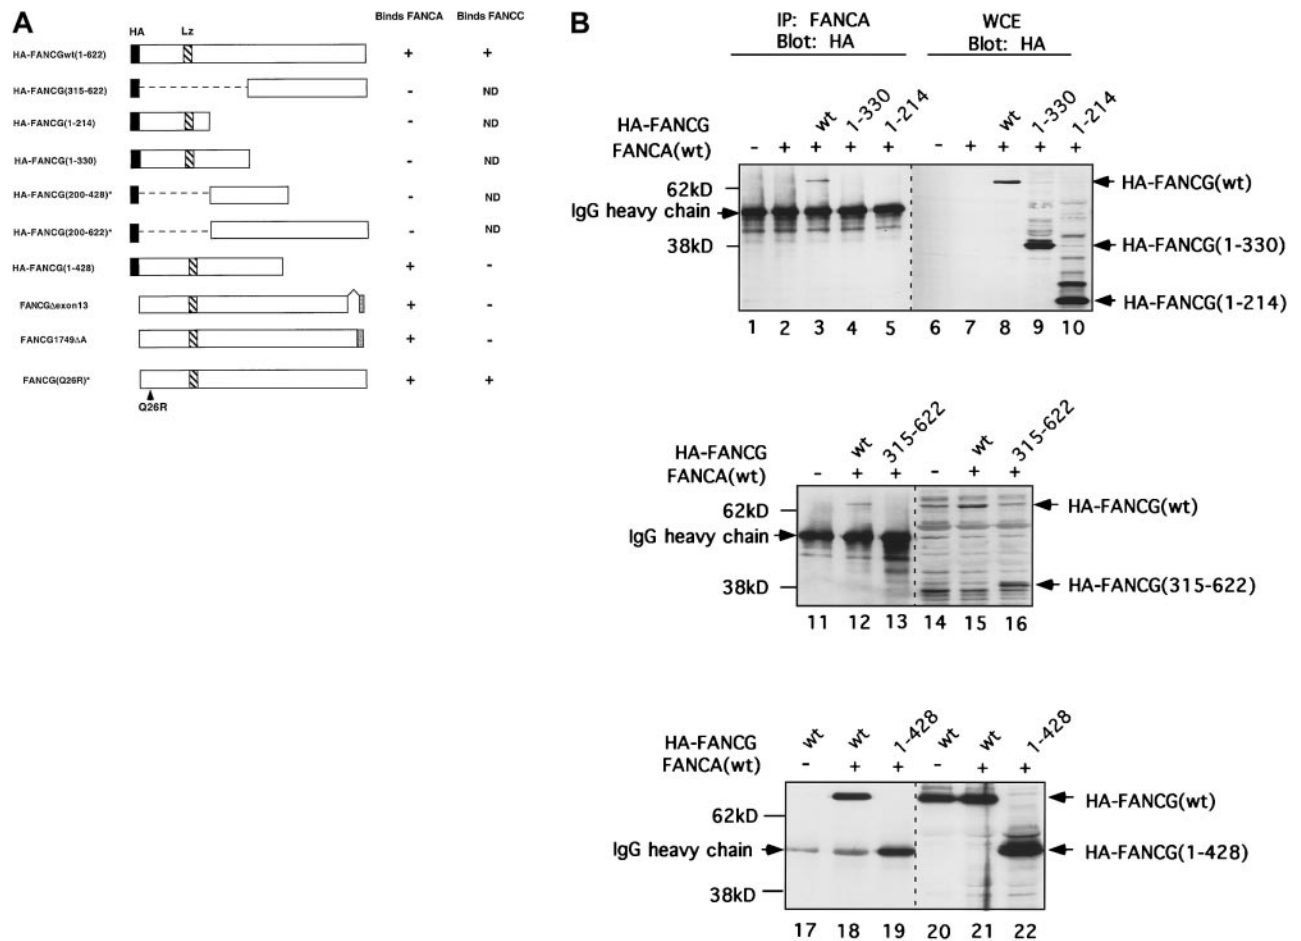 A
Binds FANCA Binds FANCC
HA Lz
HA-FANCGwt(1-622) + +
HA-FANCG(315-622) - ND
HA-FANCG(1-214) - ND
HA-FANCG(1-330) - ND
HA-FANCG(200-428)* - ND
HA-FANCG(200-622)* - ND
HA-FANCG(1-428) + -
FANCGΔexon13 + -
FANCG1749ΔA + -
FANCG(Q26R)* + +
Q26R
B
IP: FANCA WCE
Blot: HA Blot: HA
HA-FANCG wt 1-330 1-214 wt 1-330 1-214
FANCA(wt) - + + + + - + + + +
62kD HA-FANCG(wt)
IgG heavy chain
38kD HA-FANCG(1-330)
HA-FANCG(1-214)
1 2 3 4 5 6 7 8 9 10
HA-FANCG wt 315-622 wt 315-622
FANCA(wt) - + + - + +
62kD HA-FANCG(wt)
IgG heavy chain
38kD HA-FANCG(315-622)
11 12 13 14 15 16
HA-FANCG wt wt 1-428 wt wt 1-428
FANCA(wt) - + + - + +
HA-FANCG(wt)
62kD
IgG heavy chain HA-FANCG(1-428)
38kD
17 18 19 20 21 22